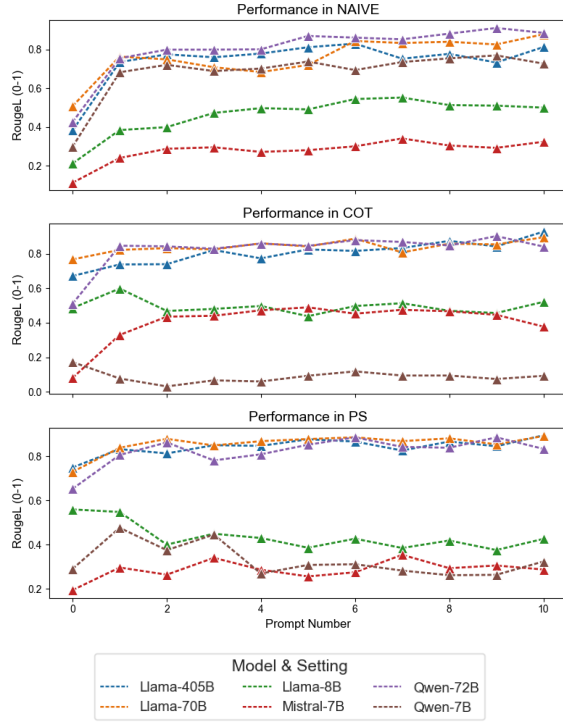 Performance in NAIVE
RougeL (0-1)
0.8
0.6
0.4
0.2
Performance in COT
RougeL (0-1)
0.8
0.6
0.4
0.2
0.0
Performance in PS
RougeL (0-1)
0.8
0.6
0.4
0.2
0 2 4 6 8 10
Prompt Number
Model & Setting
Llama-405B Llama-8B Qwen-72B
Llama-70B Mistral-7B Qwen-7B